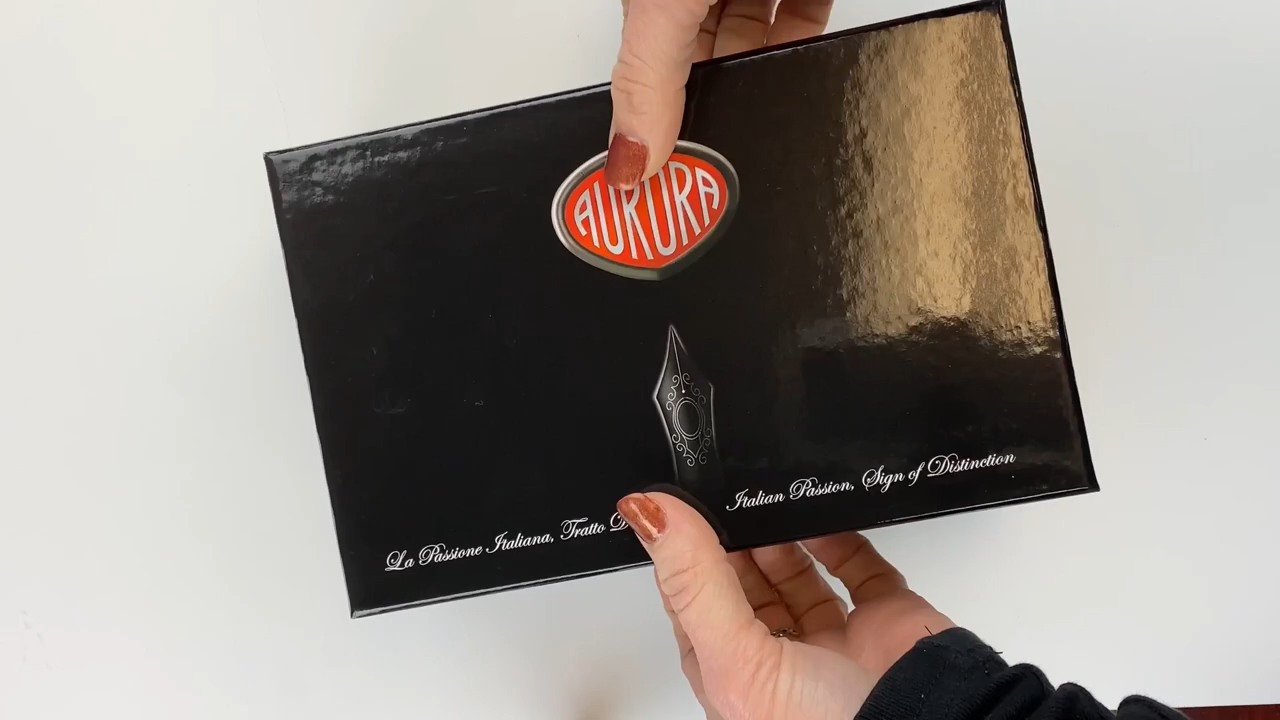 AURORA
La Passione Italiana, Tratto
Italian Passion, Sign of Distinction